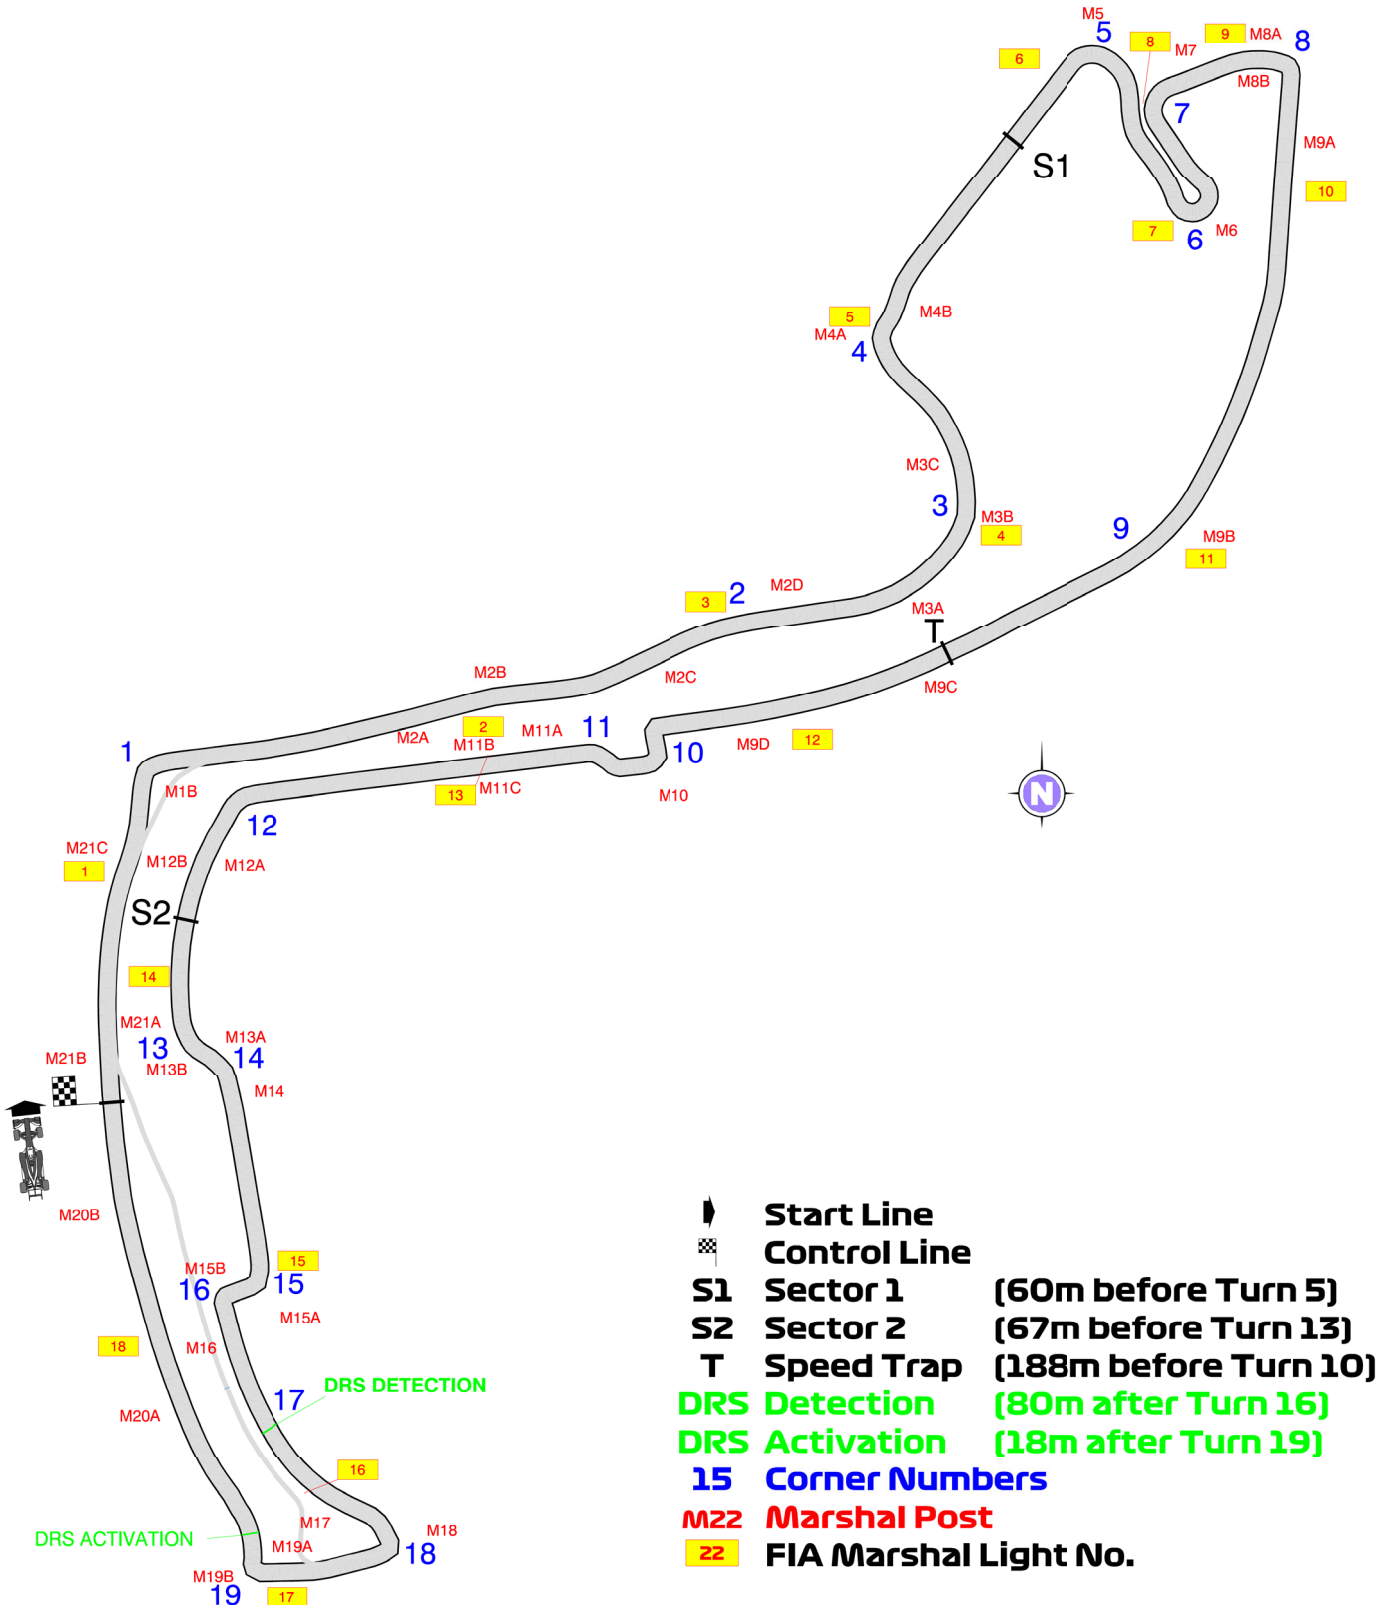 M5
5
8
9
M8A
8
6
M7
M8B
7
M9A
S1
10
7
6
M6
5
M4B
M4A
4
M3C
3
M3B
4
9
M9B
11
2
3
M2D
M3A
T
M2B
M2C
M9C
2
11
M11A
M2A
M11B
1
10
M9D
12
M1B
M11C
13
M10
N
12
M21C
M12B
M12A
1
S2
14
M21A
M13A
13
14
M21B
M13B
M14
M20B
M15B
15
16
15
M15A
18
M16
DRS DETECTION
17
M20A
16
M17
M18
DRS ACTIVATION
M19A
18
M19B
19
17
Start Line
Control Line
S1 Sector 1 (60m before Turn 5)
S2 Sector 2 (67m before Turn 13)
T Speed Trap (188m before Turn 10)
DRS Detection (80m after Turn 16)
DRS Activation (18m after Turn 19)
15 Corner Numbers
M22 Marshal Post
22 FIA Marshal Light No.